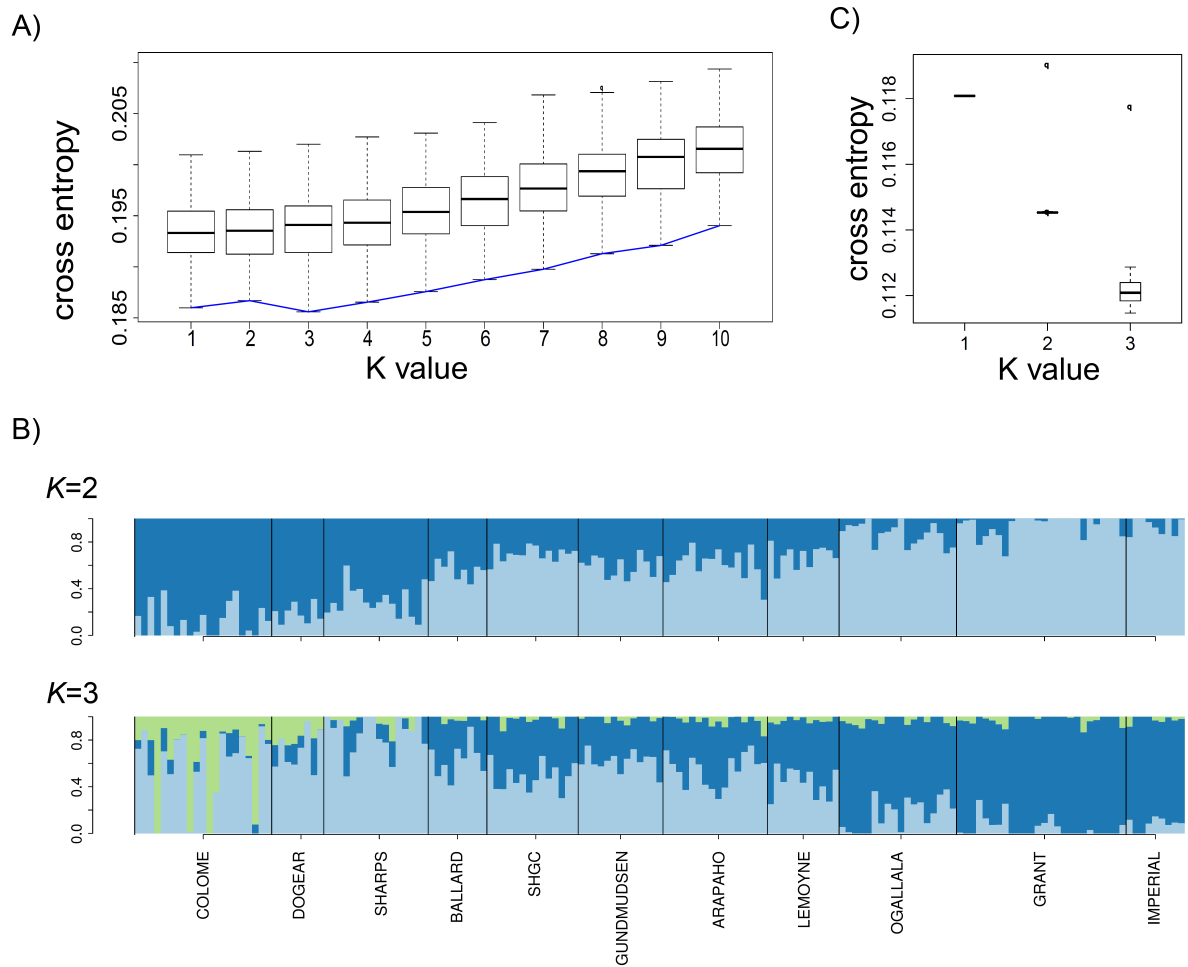 A)
cross entropy
0.205
0.195
0.185
q
1 2 3 4 5 6 7 8 9 10
K value
C)
cross entropy
0.118
0.116
0.114
0.112
q
q
q
1 2 3
K value
B)
K=2
0.8
0.4
0.0
K=3
0.8
0.4
0.0
COLOME
DOGEAR
SHARPS
BALLARD
SHGC
GUNDMUDSEN
ARAPAHO
LEMOYNE
OGALLALA
GRANT
IMPERIAL